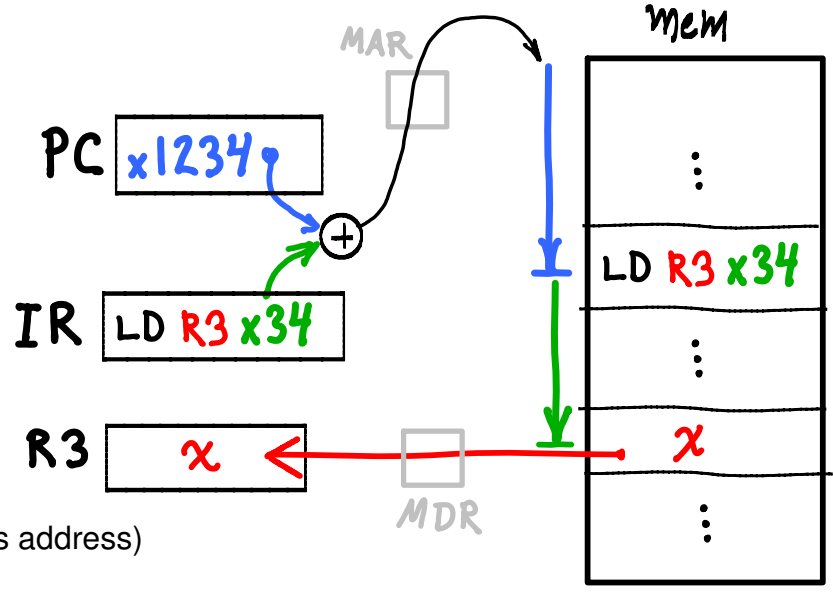 mem
MAR
PC x1234
+
LD R3 x34
IR LD R3 x34
R3 x
x
MDR
s address)